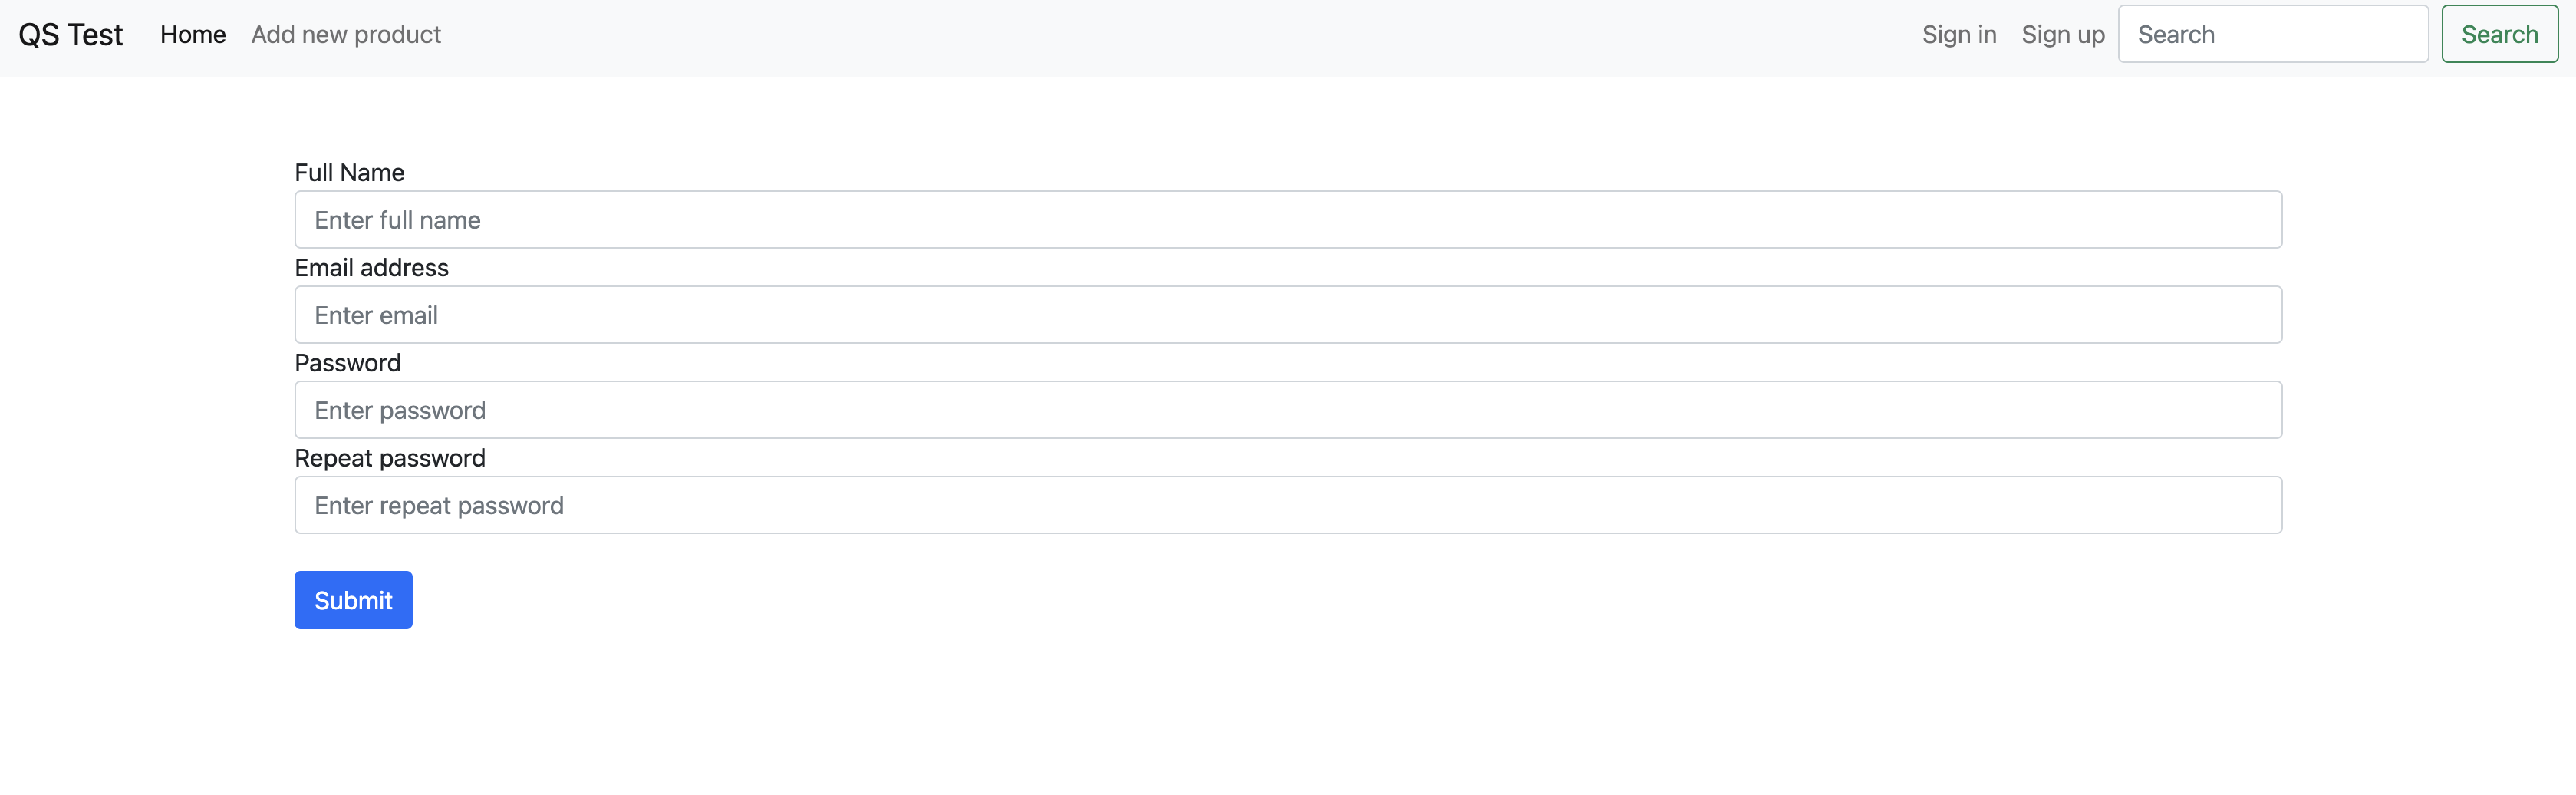 QS Test Home Add new product Sign in Sign up Search Search
Full Name
Enter full name
Email address
Enter email
Password
Enter password
Repeat password
Enter repeat password
Submit